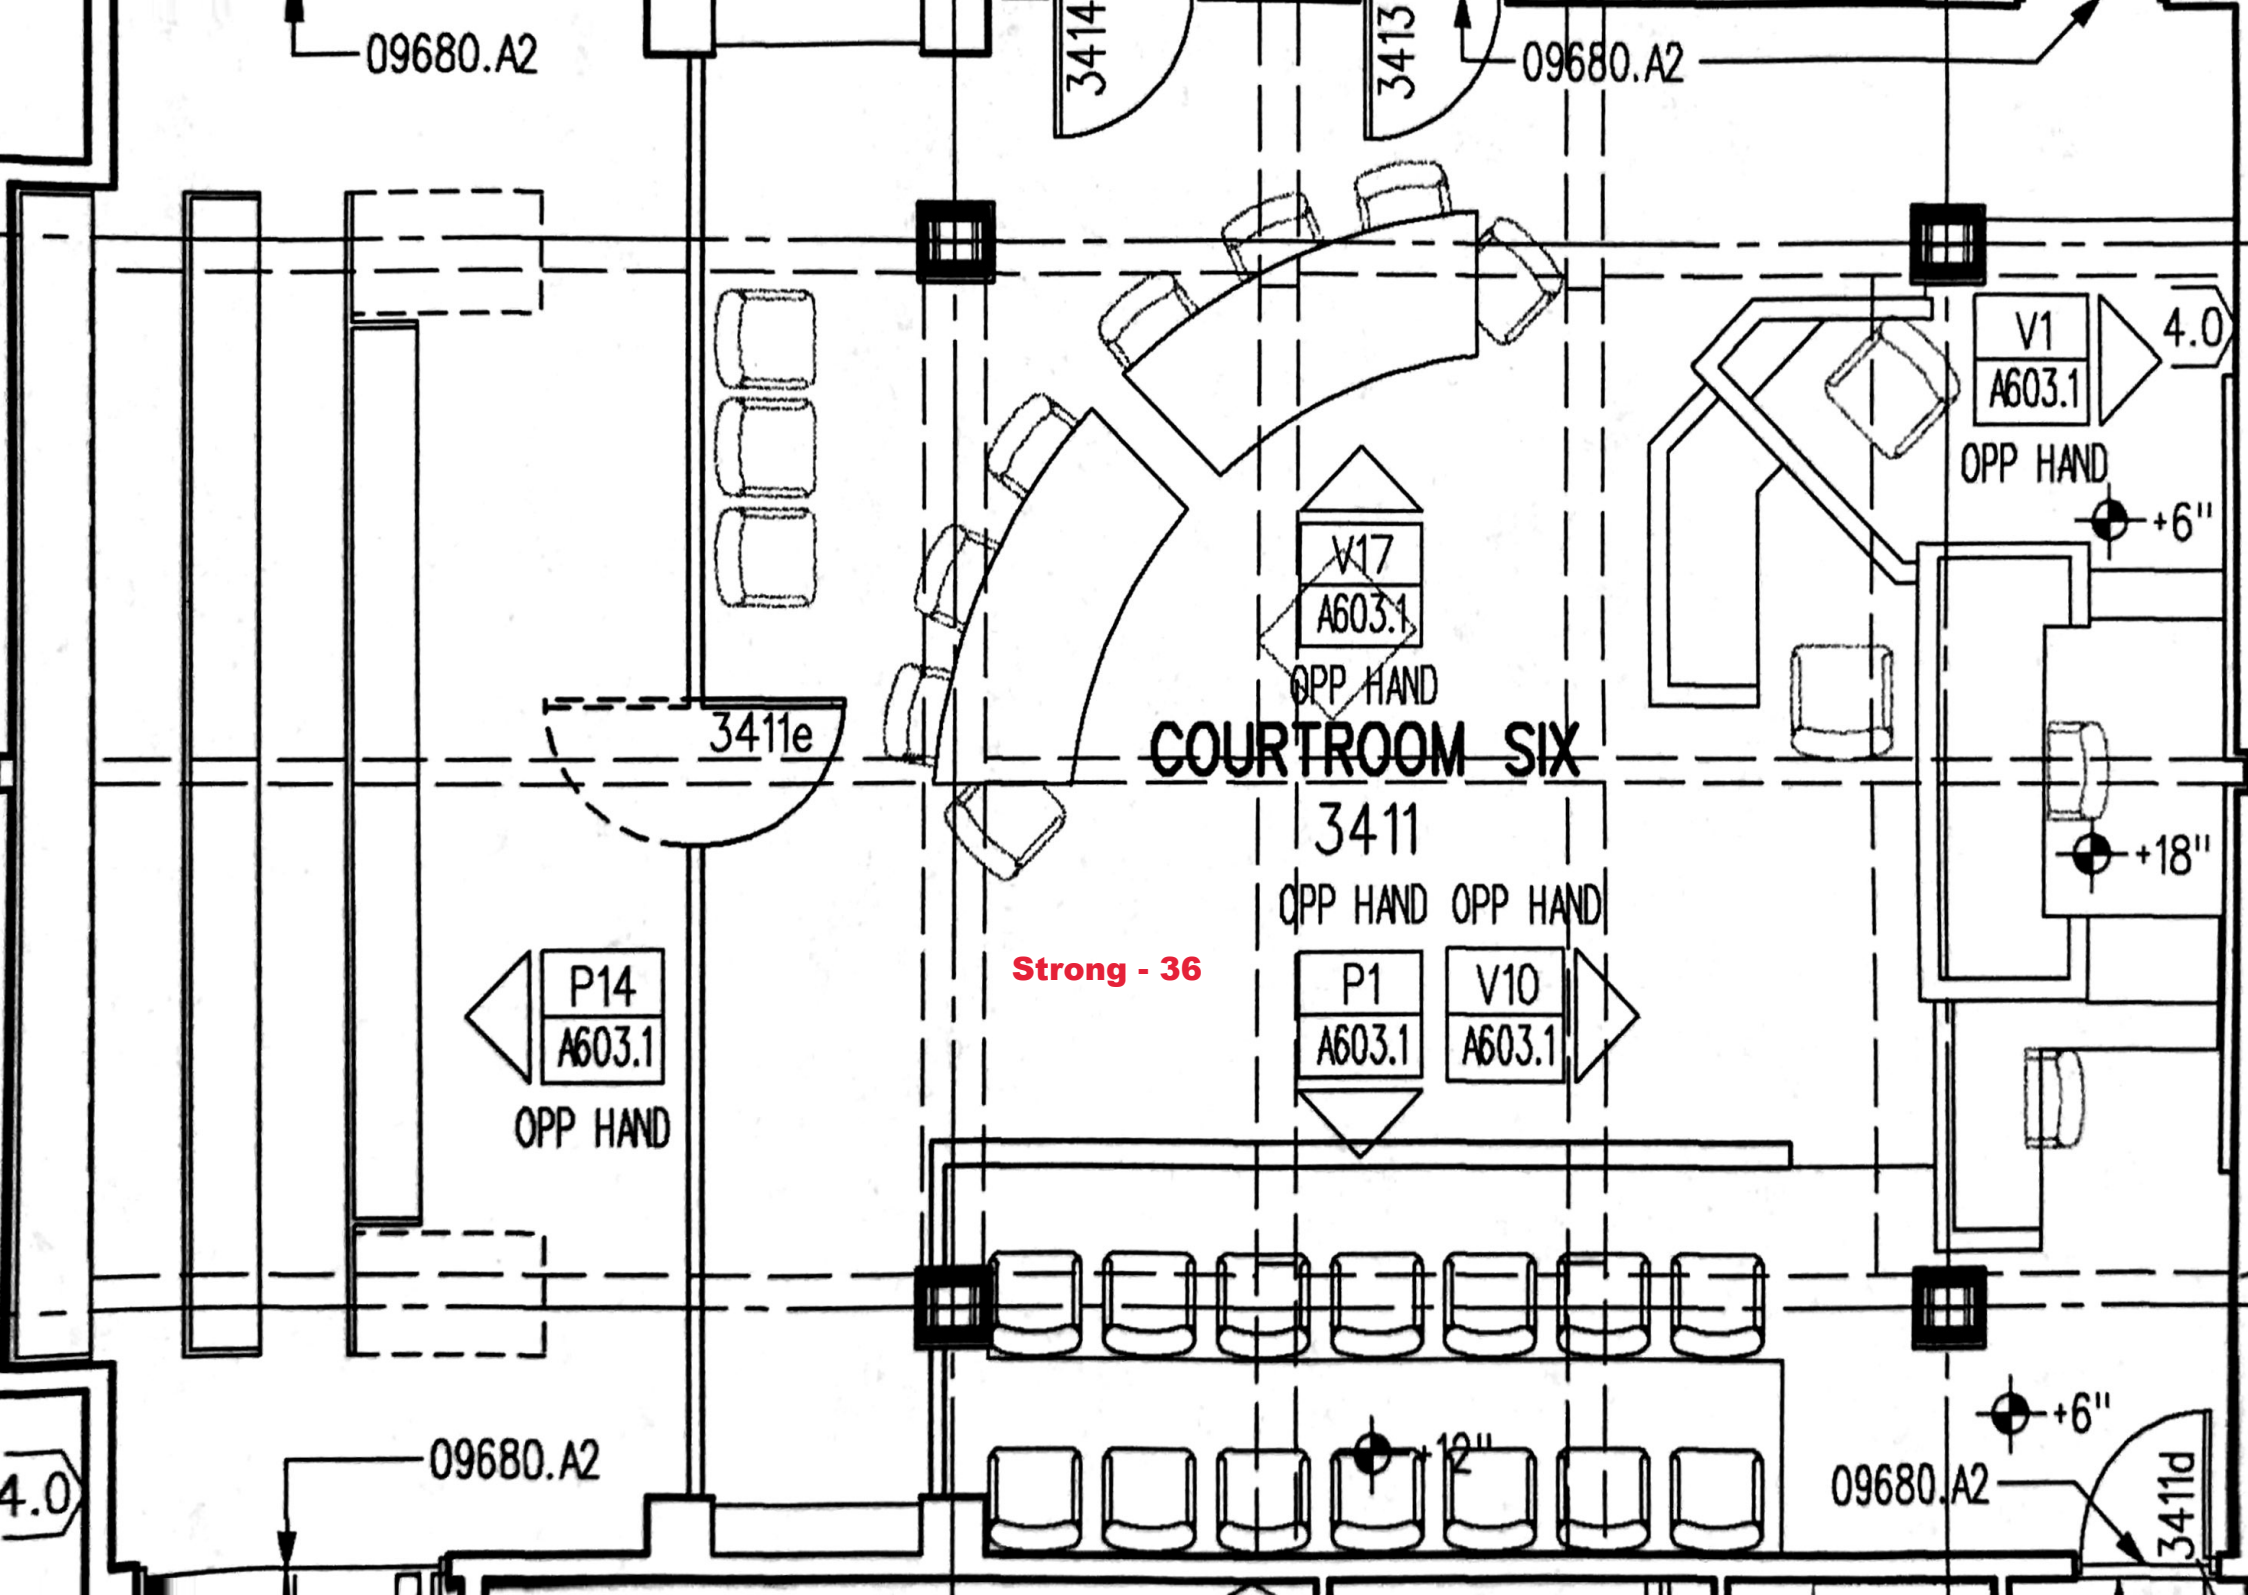 3414
3413
09680.A2
09680.A2
V1
A603.1
4.0
OPP HAND
+6"
V17
A603.1
OPP HAND
3411e
COURTROOM SIX
3411
+18"
OPP HAND OPP HAND
Strong - 36
P14
A603.1
OPP HAND
P1
A603.1
V10
A603.1
+6"
+12"
09680.A2
4.0
09680.A2
3411d